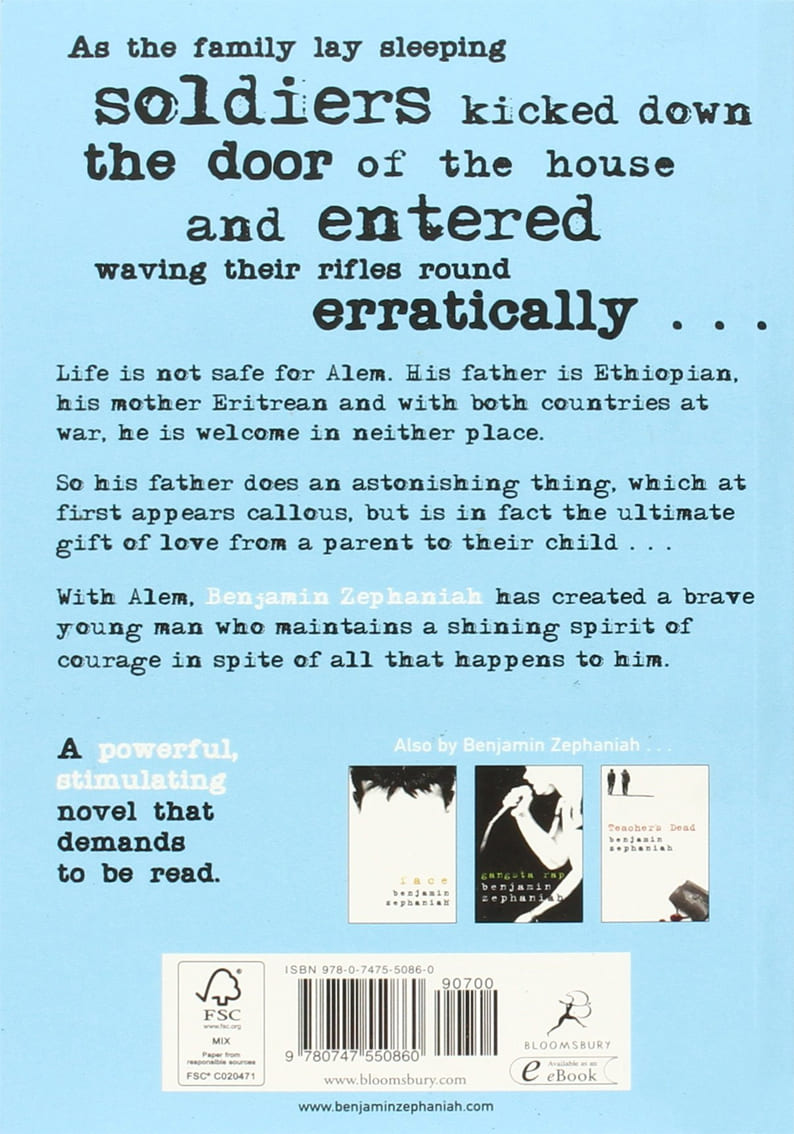 As the family lay sleeping
soldiers kicked down
the door of the house
and entered
waving their rifles round
erratically . . .
Life is not safe for Alem. His father is Ethiopian,
his mother Eritrean and with both countries at
war, he is welcome in neither place.
So his father does an astonishing thing, which at
first appears callous, but is in fact the ultimate
gift of love from a parent to their child . . .
With Alem, Benjamin Zephaniah has created a brave
young man who maintains a shining spirit of
courage in spite of all that happens to him.
A powerful,
stimulating
novel that
demands
to be read.
Also by Benjamin Zephaniah . . .
face
benjamin
zephaniah
gangsta rap
benjamin
zephaniah
Teacher's Dead
benjamin
zephaniah
FSC®
www.fsc.org
MIX
Paper from
responsible sources
FSC® C020471
ISBN 978-0-7475-5086-0
90700
9 780747 550860
www.bloomsbury.com
B
BLOOMSBURY
e Available as an
eBook
www.benjaminzephaniah.com